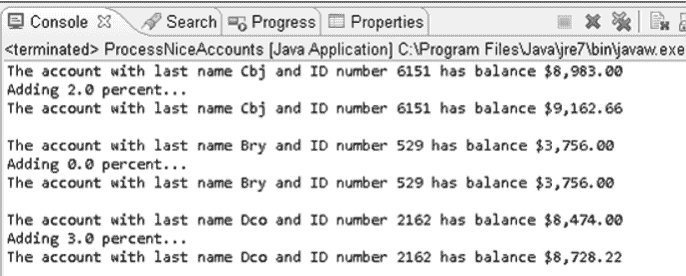 Console Search Progress Properties
<terminated> ProcessNiceAccounts [Java Application] C:\Program Files\Java\jre7\bin\javaw.exe
The account with last name Cbj and ID number 6151 has balance $8,983.00
Adding 2.0 percent...
The account with last name Cbj and ID number 6151 has balance $9,162.66
The account with last name Bry and ID number 529 has balance $3,756.00
Adding 0.0 percent...
The account with last name Bry and ID number 529 has balance $3,756.00
The account with last name Dco and ID number 2162 has balance $8,474.00
Adding 3.0 percent...
The account with last name Dco and ID number 2162 has balance $8,728.22